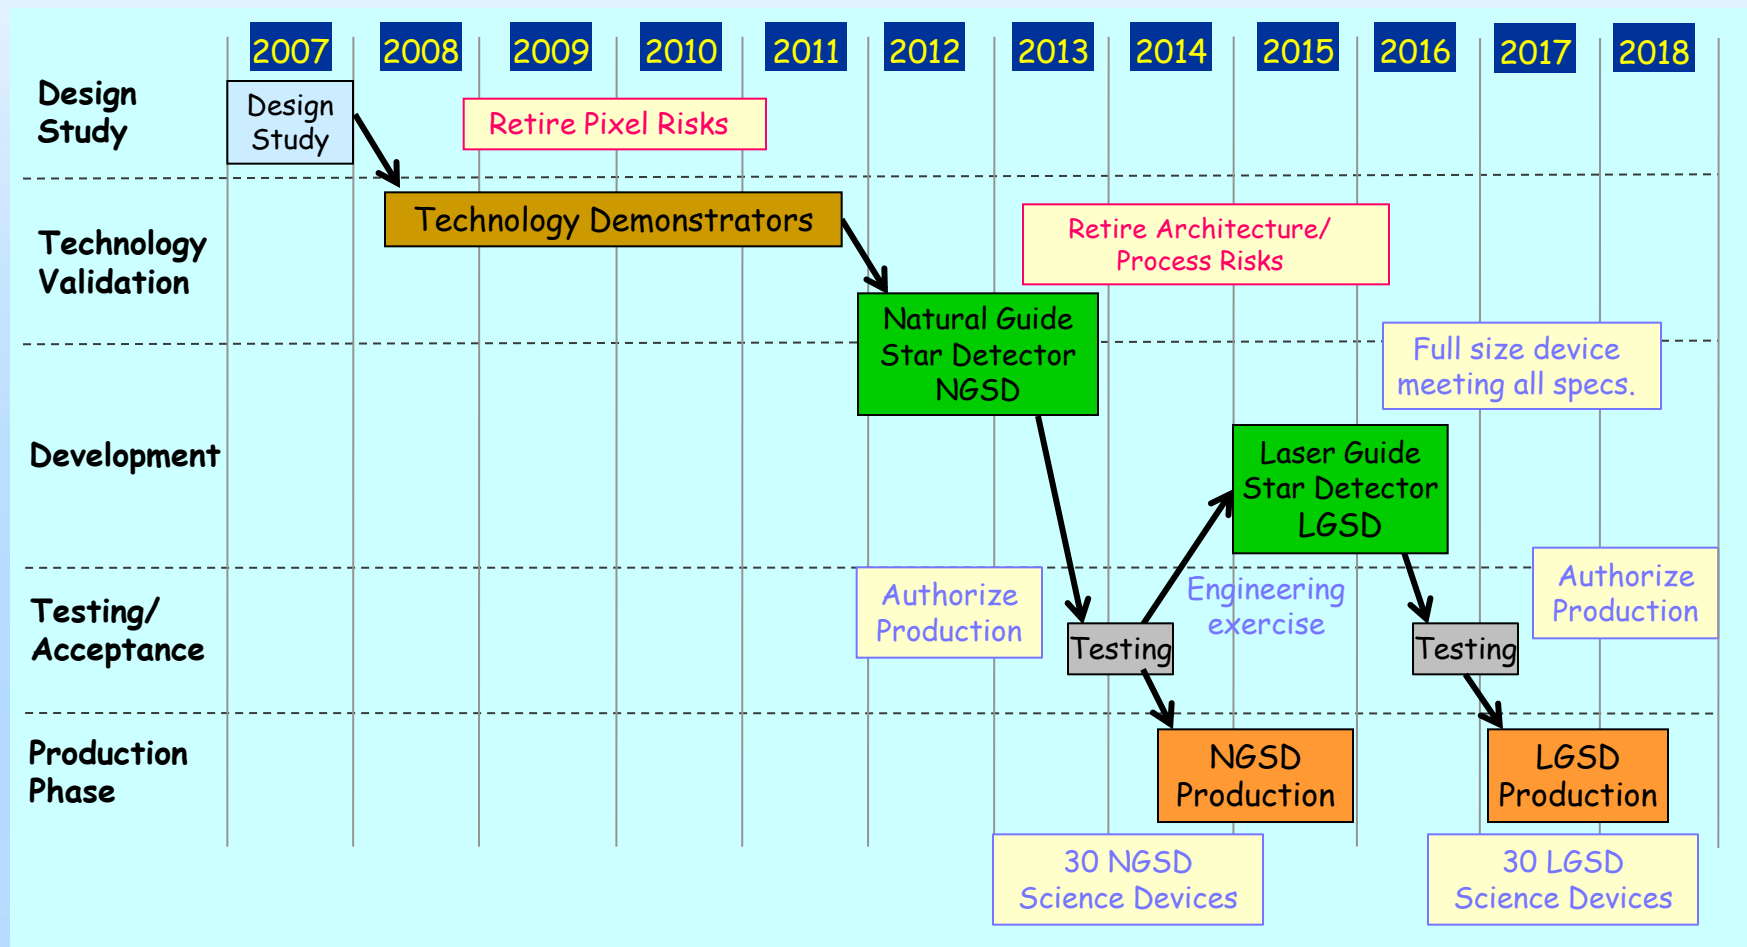 2007 2008 2009 2010 2011 2012 2013 2014 2015 2016 2017 2018
Design
Study
Design
Study
Retire Pixel Risks
Technology
Validation
Technology Demonstrators
Retire Architecture/
Process Risks
Natural Guide
Star Detector
NGSD
Full size device
meeting all specs.
Development
Laser Guide
Star Detector
LGSD
Testing/
Acceptance
Authorize
Production
Testing
Engineering
exercise
Testing
Authorize
Production
Production
Phase
NGSD
Production
LGSD
Production
30 NGSD
Science Devices
30 LGSD
Science Devices